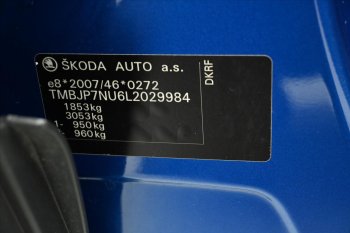 ŠKODA AUTO a.s.
e8*2007/46*0272
TMBJP7NU6L2029984
1853kg
3053kg
1- 950kg
2- 960kg
DKRF